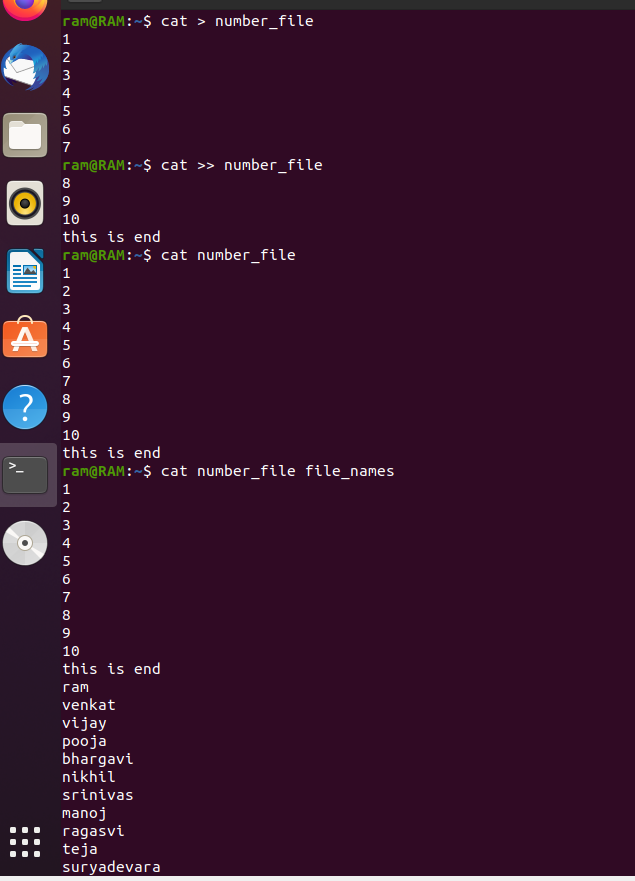 ram@RAM:~$ cat > number_file
1
2
3
4
5
6
7
ram@RAM:~$ cat >> number_file
8
9
10
this is end
ram@RAM:~$ cat number_file
1
2
3
4
5
6
7
8
9
10
this is end
ram@RAM:~$ cat number_file file_names
1
2
3
4
5
6
7
8
9
10
this is end
ram
venkat
vijay
pooja
bhargavi
nikhil
srinivas
manoj
ragasvi
teja
suryadevara